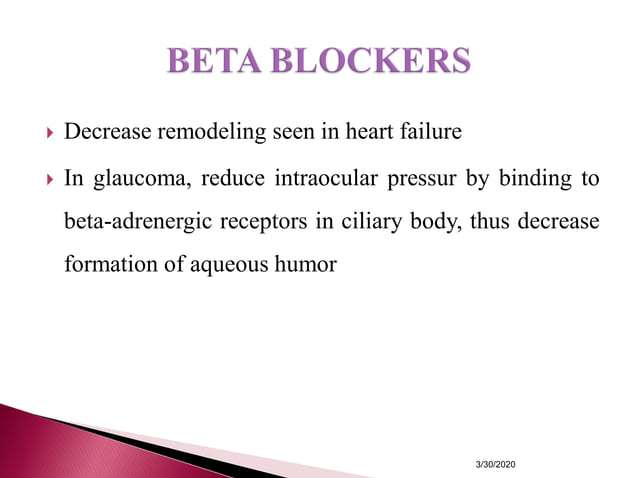 BETA BLOCKERS
Decrease remodeling seen in heart failure
In glaucoma, reduce intraocular pressur by binding to
beta-adrenergic receptors in ciliary body, thus decrease
formation of aqueous humor
3/30/2020